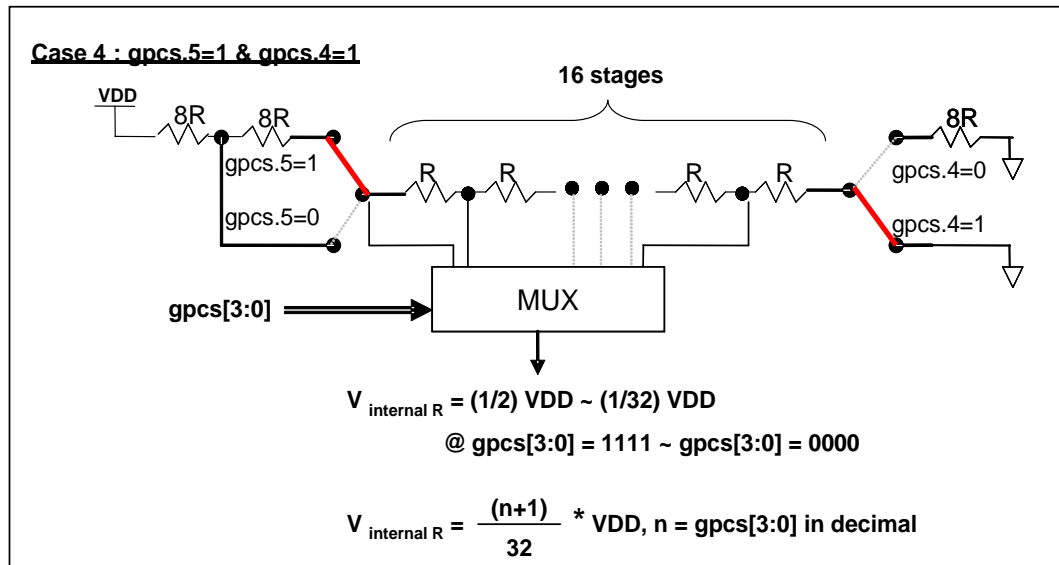 Case 4 : gpcs.5=1 & gpcs.4=1
16 stages
VDD
8R
8R
8R
gpcs.5=1
gpcs.4=0
R
R
R
R
gpcs.5=0
gpcs.4=1
MUX
gpcs[3:0]
V internal R = (1/2) VDD ~ (1/32) VDD
@ gpcs[3:0] = 1111 ~ gpcs[3:0] = 0000
V internal R = (n+1) / 32 * VDD, n = gpcs[3:0] in decimal